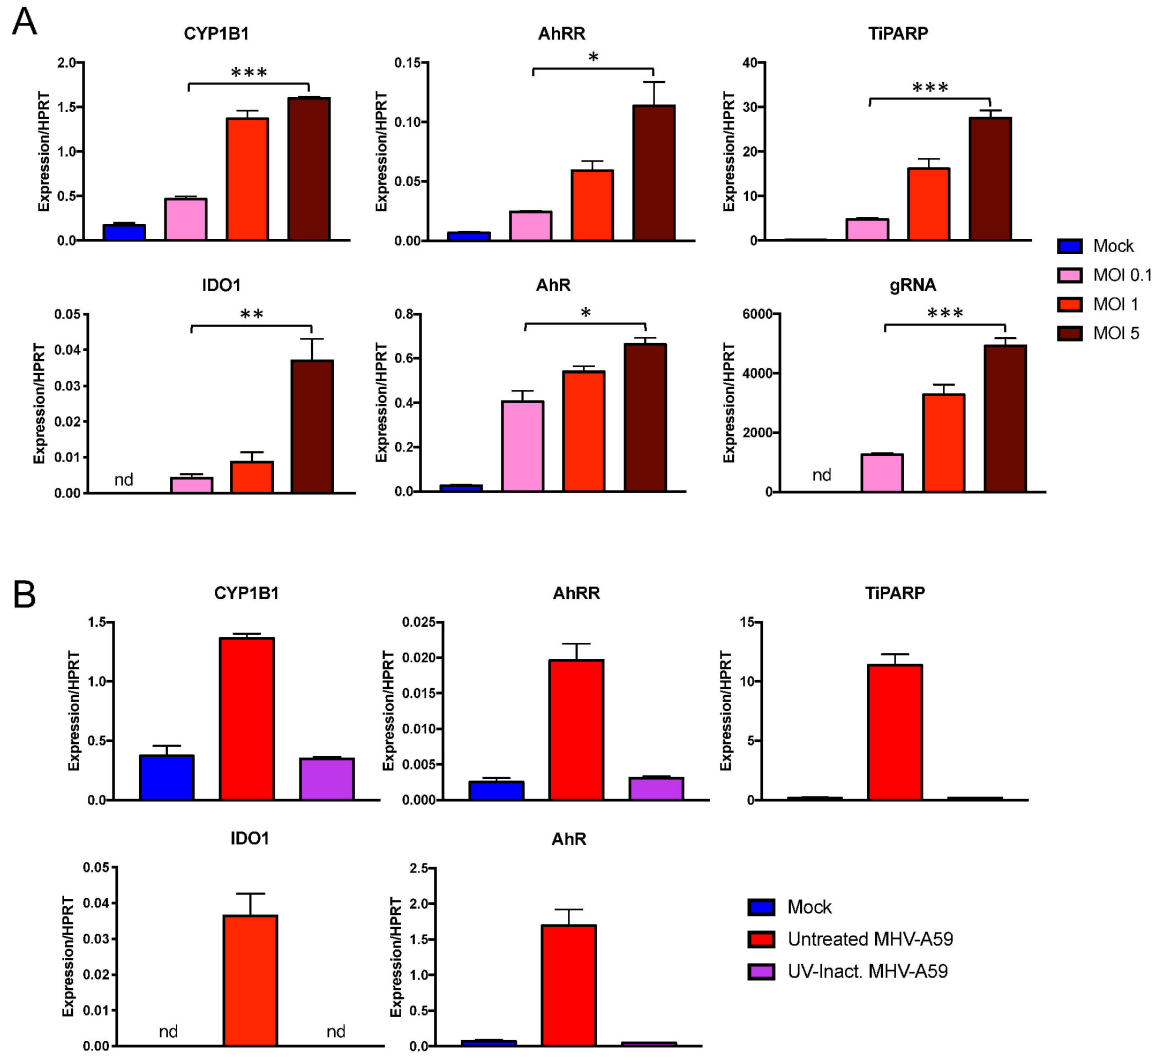 A
CYP1B1
AhRR
TiPARP
Expression/HPRT
2.0
1.5
1.0
0.5
0.0
***
Expression/HPRT
0.15
0.10
0.05
0.00
*
Expression/HPRT
40
30
20
10
0
***
Mock
MOI 0.1
MOI 1
MOI 5
IDO1
AhR
gRNA
Expression/HPRT
0.05
0.04
0.03
0.02
0.01
0.00
**
nd
Expression/HPRT
0.8
0.6
0.4
0.2
0.0
*
Expression/HPRT
6000
4000
2000
0
***
nd
B
CYP1B1
AhRR
TiPARP
Expression/HPRT
1.5
1.0
0.5
0.0
Expression/HPRT
0.025
0.020
0.015
0.010
0.005
0.000
Expression/HPRT
15
10
5
0
IDO1
AhR
Expression/HPRT
0.05
0.04
0.03
0.02
0.01
0.00
nd
nd
Expression/HPRT
2.5
2.0
1.5
1.0
0.5
0.0
Mock
Untreated MHV-A59
UV-Inact. MHV-A59